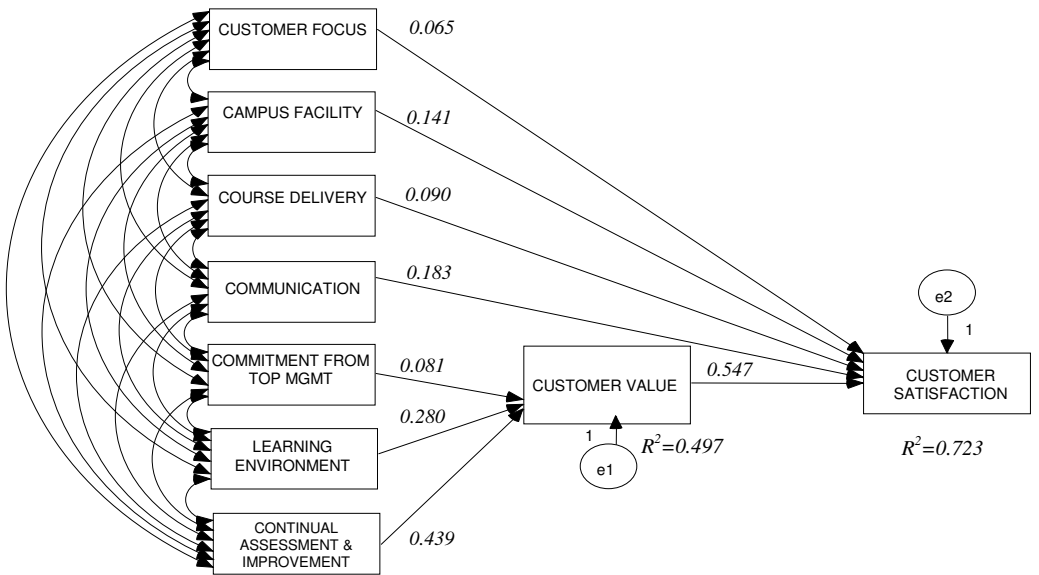 CUSTOMER FOCUS
0.065
CAMPUS FACILITY
0.141
COURSE DELIVERY
0.090
COMMUNICATION
0.183
COMMITMENT FROM
TOP MGMT
0.081
LEARNING
ENVIRONMENT
0.280
CONTINUAL
ASSESSMENT &
IMPROVEMENT
0.439
CUSTOMER VALUE
0.547
1
e1
R²=0.497
e2
1
CUSTOMER
SATISFACTION
R²=0.723